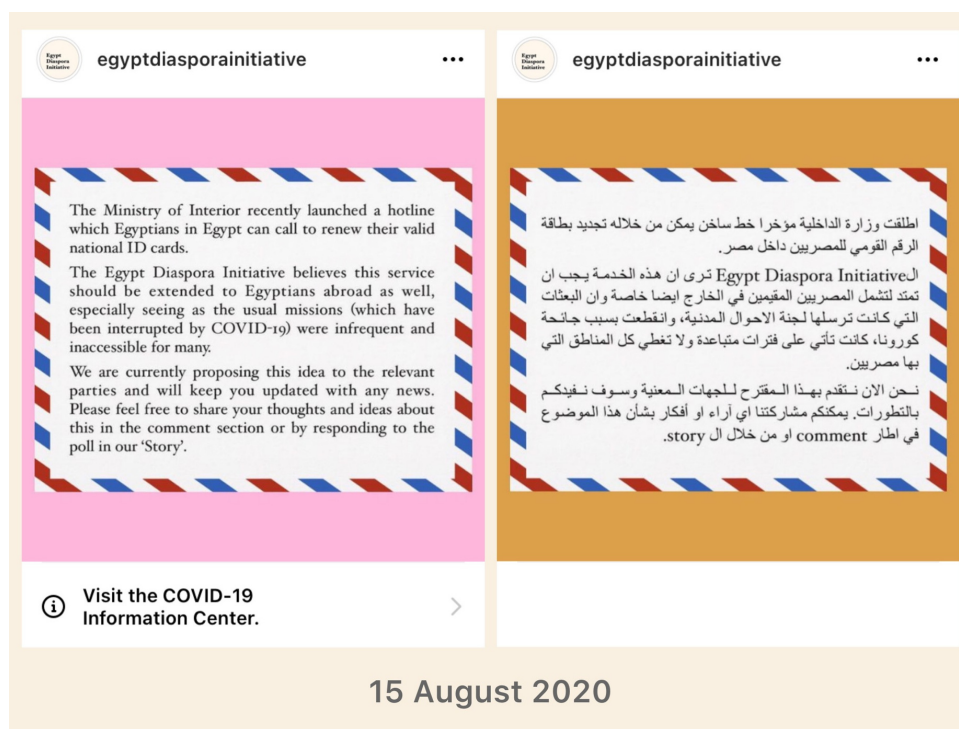 Egypt
Diaspora
Initiative
egyptdiasporainitiative
The Ministry of Interior recently launched a hotline
which Egyptians in Egypt can call to renew their valid
national ID cards.
The Egypt Diaspora Initiative believes this service
should be extended to Egyptians abroad as well,
especially seeing as the usual missions (which have
been interrupted by COVID-19) were infrequent and
inaccessible for many.
We are currently proposing this idea to the relevant
parties and will keep you updated with any news.
Please feel free to share your thoughts and ideas about
this in the comment section or by responding to the
poll in our ‘Story’.
Visit the COVID-19
Information Center.
Egypt
Diaspora
Initiative
egyptdiasporainitiative
اطلقت وزارة الداخلية مؤخرا خط ساخن يمكن من خلاله تجديد بطاقة
الرقم القومي للمصريين داخل مصر.
الEgypt Diaspora Initiative ترى ان هذه الخدمة يجب ان
تمتد لتشمل المصريين المقيمين في الخارج ايضا خاصة وان البعثات
التي كانت ترسلها لجنة الاحوال المدنية، وانقطعت بسبب جائحة
كورونا، كانت تأتي على فترات متباعدة ولا تغطي كل المناطق التي
بها مصريين.
نحن الان نتقدم بهذا المقترح للجهات المعنية وسوف نفيدكم
بالتطورات. يمكنكم مشاركتنا اي آراء او أفكار بشأن هذا الموضوع
في اطار comment او من خلال ال story.
15 August 2020